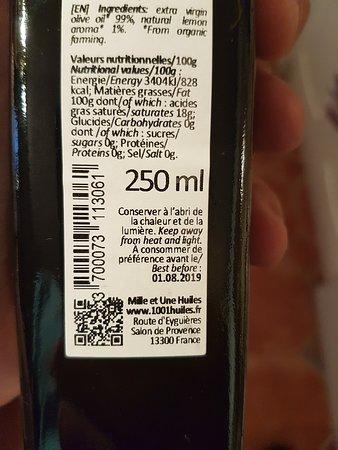 [EN] Ingredients: extra virgin
olive oil* 99%, natural lemon
aroma* 1%. *From organic
farming.
Valeurs nutritionnelles/100g
Nutritional values/100g :
Energie/Energy 3404kJ/828
kcal; Matières grasses/Fat
100g dont/of which : acides
gras saturés/saturates 18g;
Glucides/Carbohydrates 0g
dont /of which : sucres/
sugars 0g; Protéines/
Proteins 0g; Sel/Salt 0g.
250 ml
3 700073 113061
Conserver à l'abri de
la chaleur et de la
lumière. Keep away
from heat and light.
A consommer de
préférence avant le/
Best before :
01.08.2019
Mille et Une Huiles
www.1001huiles.fr
Route d'Eyguières
Salon de Provence
13300 France